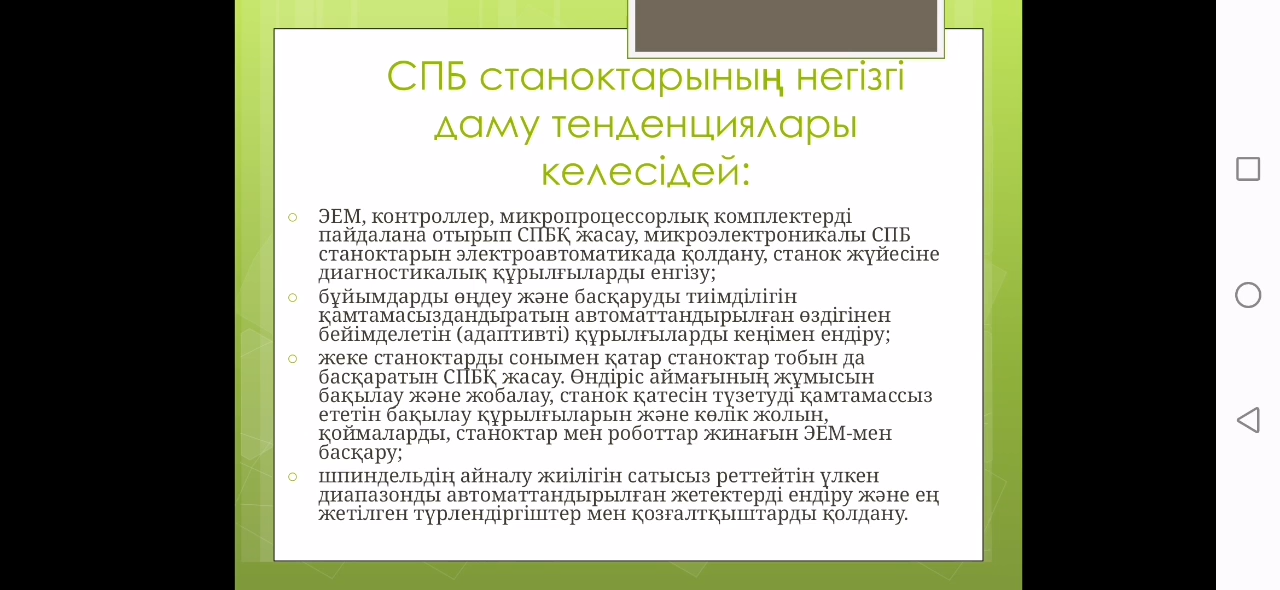 СПБ станоктарының негізгі
даму тенденциялары
келесідей:
ЭЕМ, контроллер, микропроцессорлық комплектерді
пайдалана отырып СПБҚ жасау, микроэлектроникалы СПБ
станоктарын электроавтоматикада қолдану, станок жүйесіне
диагностикалық құрылғыларды енгізу;
бұйымдарды өңдеу және басқаруды тиімділігін
қамтамасыздандыратын автоматтандырылған өздігінен
бейімделетін (адаптивті) құрылғыларды кеңімен ендіру;
жеке станоктарды сонымен қатар станоктар тобын да
басқаратын СПБҚ жасау. Өндіріс аймағының жұмысын
бақылау және жобалау, станок қатесін түзетуді қамтамассыз
ететін бақылау құрылғыларын және көлік жолын,
қоймаларды, станоктар мен роботтар жинағын ЭЕМ-мен
басқару;
шпиндельдің айналу жиілігін сатысыз реттейтін үлкен
диапазонды автоматтандырылған жетектерді ендіру және ең
жетілген түрлендіргіштер мен қозғалтқыштарды қолдану.